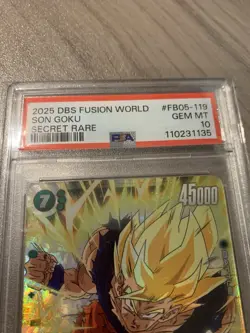 2025 DBS FUSION WORLD #FB05-119
SON GOKU GEM MT
SECRET RARE 10
PSA 110231135
7
45000